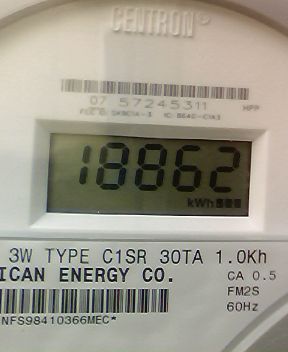 CENTRON
07 57245311
HPP
18862
kWh
3W TYPE C1SR 30TA 1.0Kh
ICAN ENERGY CO.
CA 0.5
FM2S
60Hz
NFS98410366MEC*